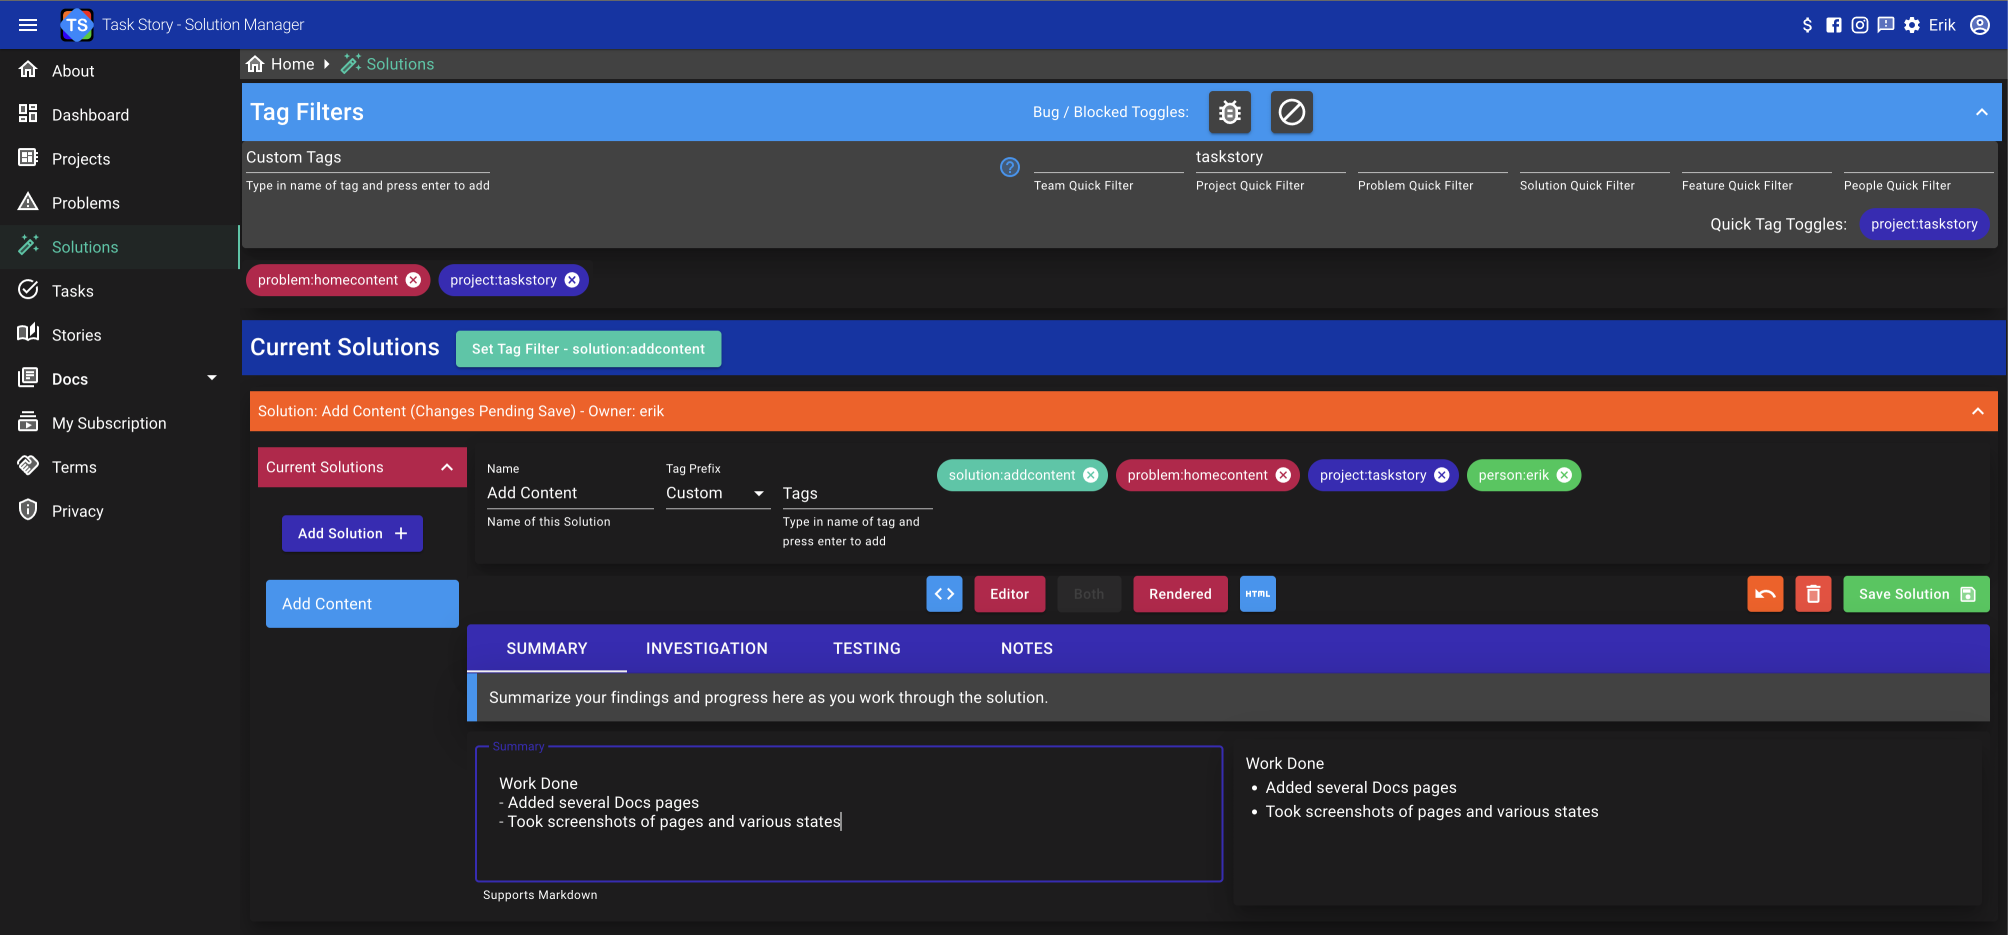 TS Task Story - Solution Manager
Erik
About
Dashboard
Projects
Problems
Solutions
Tasks
Stories
Docs
My Subscription
Terms
Privacy
Home Solutions
Tag Filters
Bug / Blocked Toggles:
Custom Tags
Type in name of tag and press enter to add
?
Team Quick Filter
taskstory
Project Quick Filter
Problem Quick Filter
Solution Quick Filter
Feature Quick Filter
People Quick Filter
Quick Tag Toggles: project:taskstory
problem:homecontent project:taskstory
Current Solutions
Set Tag Filter - solution:addcontent
Solution: Add Content (Changes Pending Save) - Owner: erik
Current Solutions
Add Solution +
Add Content
Name
Add Content
Name of this Solution
Tag Prefix
Custom
Tags
Type in name of tag and
press enter to add
solution:addcontent problem:homecontent project:taskstory person:erik
<> Editor Both Rendered HTML
Save Solution
SUMMARY INVESTIGATION TESTING NOTES
Summarize your findings and progress here as you work through the solution.
Summary
Work Done
- Added several Docs pages
- Took screenshots of pages and various states
Supports Markdown
Work Done
• Added several Docs pages
• Took screenshots of pages and various states